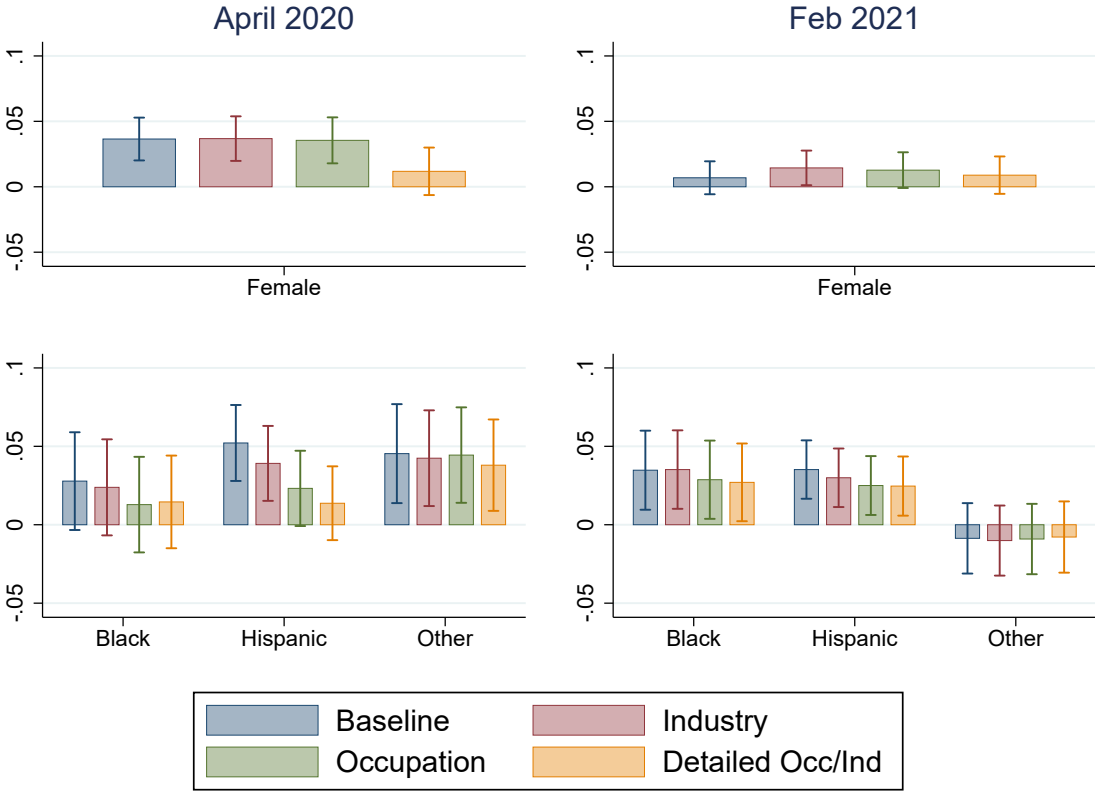 April 2020
Feb 2021
.1
.05
0
-.05
Female
.1
.05
0
-.05
Female
.1
.05
0
-.05
Black Hispanic Other
.1
.05
0
-.05
Black Hispanic Other
Baseline Industry
Occupation Detailed Occ/Ind